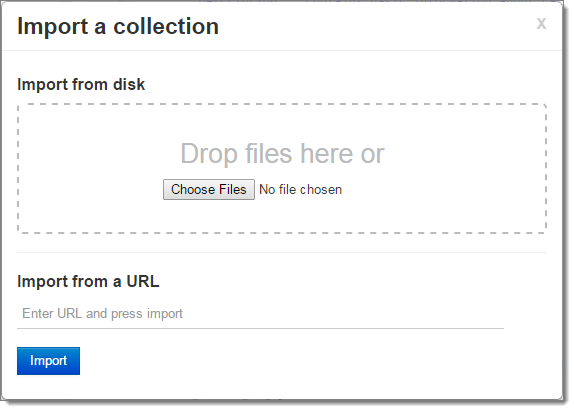 Import a collection
x
Import from disk
Drop files here or
Choose Files No file chosen
Import from a URL
Enter URL and press import
Import